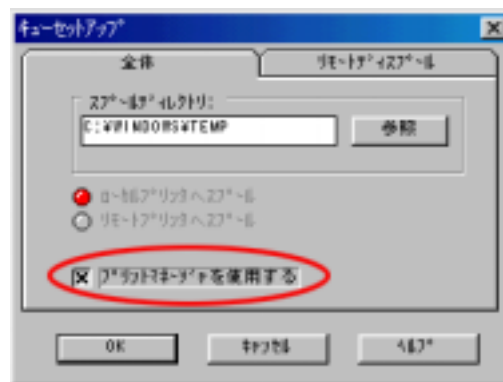 ｷｭｰｾｯﾄｱｯﾌﾟ
全体
ﾘﾓｰﾄﾃﾞｨｽﾌﾟｰﾙ
ｽﾌﾟｰﾙﾃﾞｨﾚｸﾄﾘ:
C:¥WINDOWS¥TEMP
参照
ﾛｰｶﾙﾌﾟﾘﾝﾀへｽﾌﾟｰﾙ
ﾘﾓｰﾄﾌﾟﾘﾝﾀへｽﾌﾟｰﾙ
ﾌﾟﾘﾝﾄﾏﾈｰｼﾞｬを使用する
OK
ｷｬﾝｾﾙ
ﾍﾙﾌﾟ